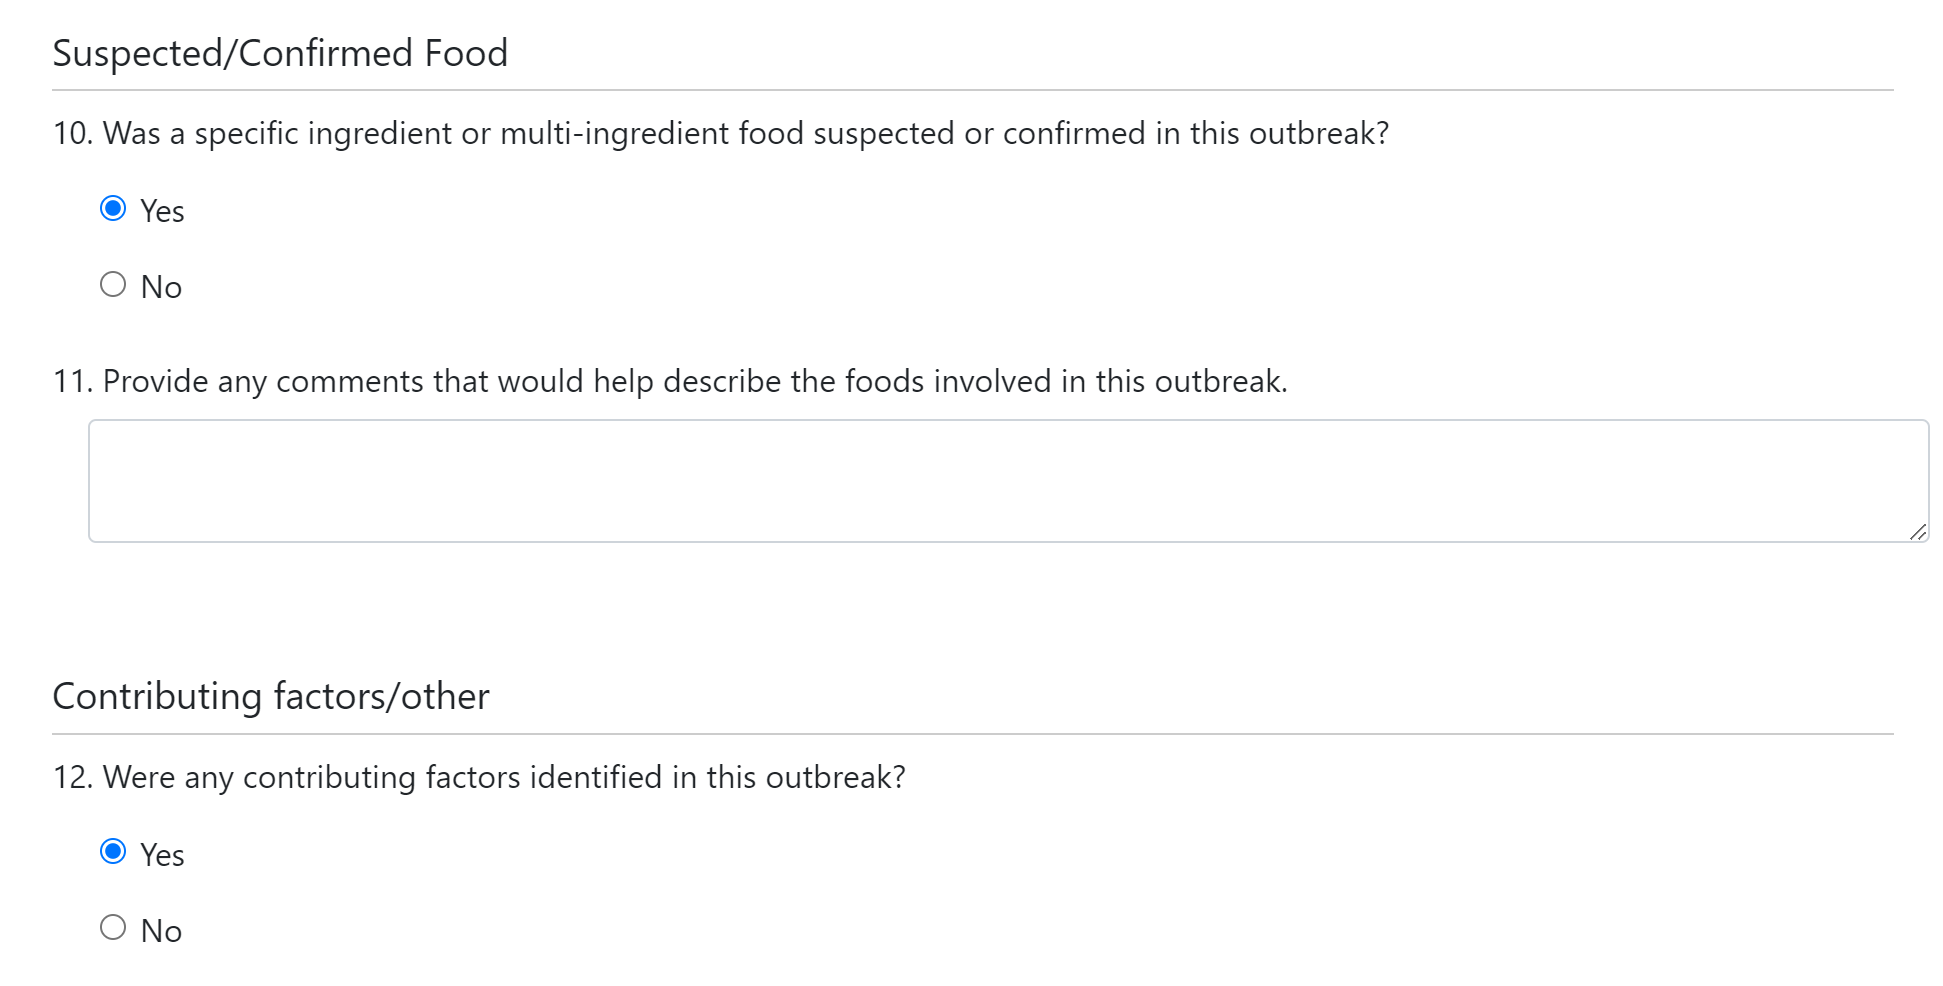 Suspected/Confirmed Food
10. Was a specific ingredient or multi-ingredient food suspected or confirmed in this outbreak?
Yes
No
11. Provide any comments that would help describe the foods involved in this outbreak.
Contributing factors/other
12. Were any contributing factors identified in this outbreak?
Yes
No